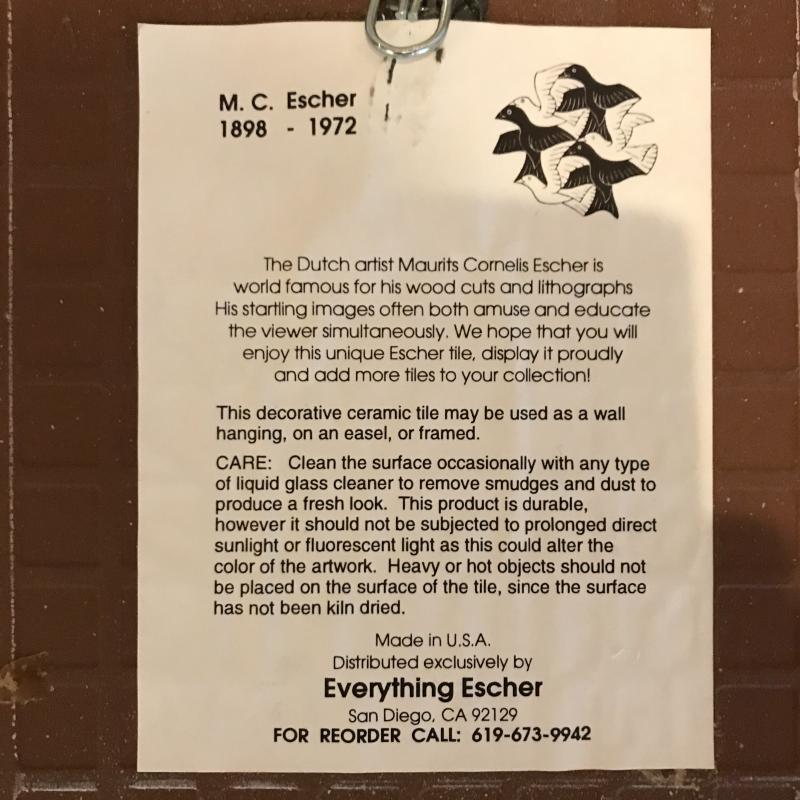 M. C. Escher
1898 - 1972
The Dutch artist Maurits Cornelis Escher is
world famous for his wood cuts and lithographs
His startling images often both amuse and educate
the viewer simultaneously. We hope that you will
enjoy this unique Escher tile, display it proudly
and add more tiles to your collection!
This decorative ceramic tile may be used as a wall
hanging, on an easel, or framed.
CARE: Clean the surface occasionally with any type
of liquid glass cleaner to remove smudges and dust to
produce a fresh look. This product is durable,
however it should not be subjected to prolonged direct
sunlight or fluorescent light as this could alter the
color of the artwork. Heavy or hot objects should not
be placed on the surface of the tile, since the surface
has not been kiln dried.
Made in U.S.A.
Distributed exclusively by
Everything Escher
San Diego, CA 92129
FOR REORDER CALL: 619-673-9942